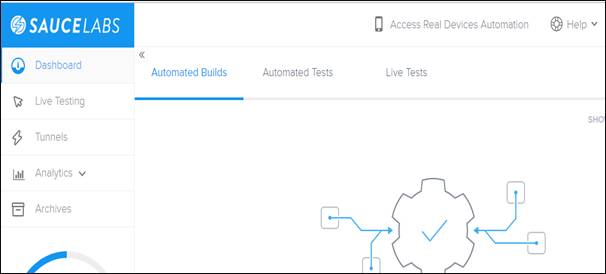 SAUCELABS
Access Real Devices Automation
Help
«
Dashboard
Automated Builds
Automated Tests
Live Tests
Live Testing
SHO
Tunnels
Analytics
Archives